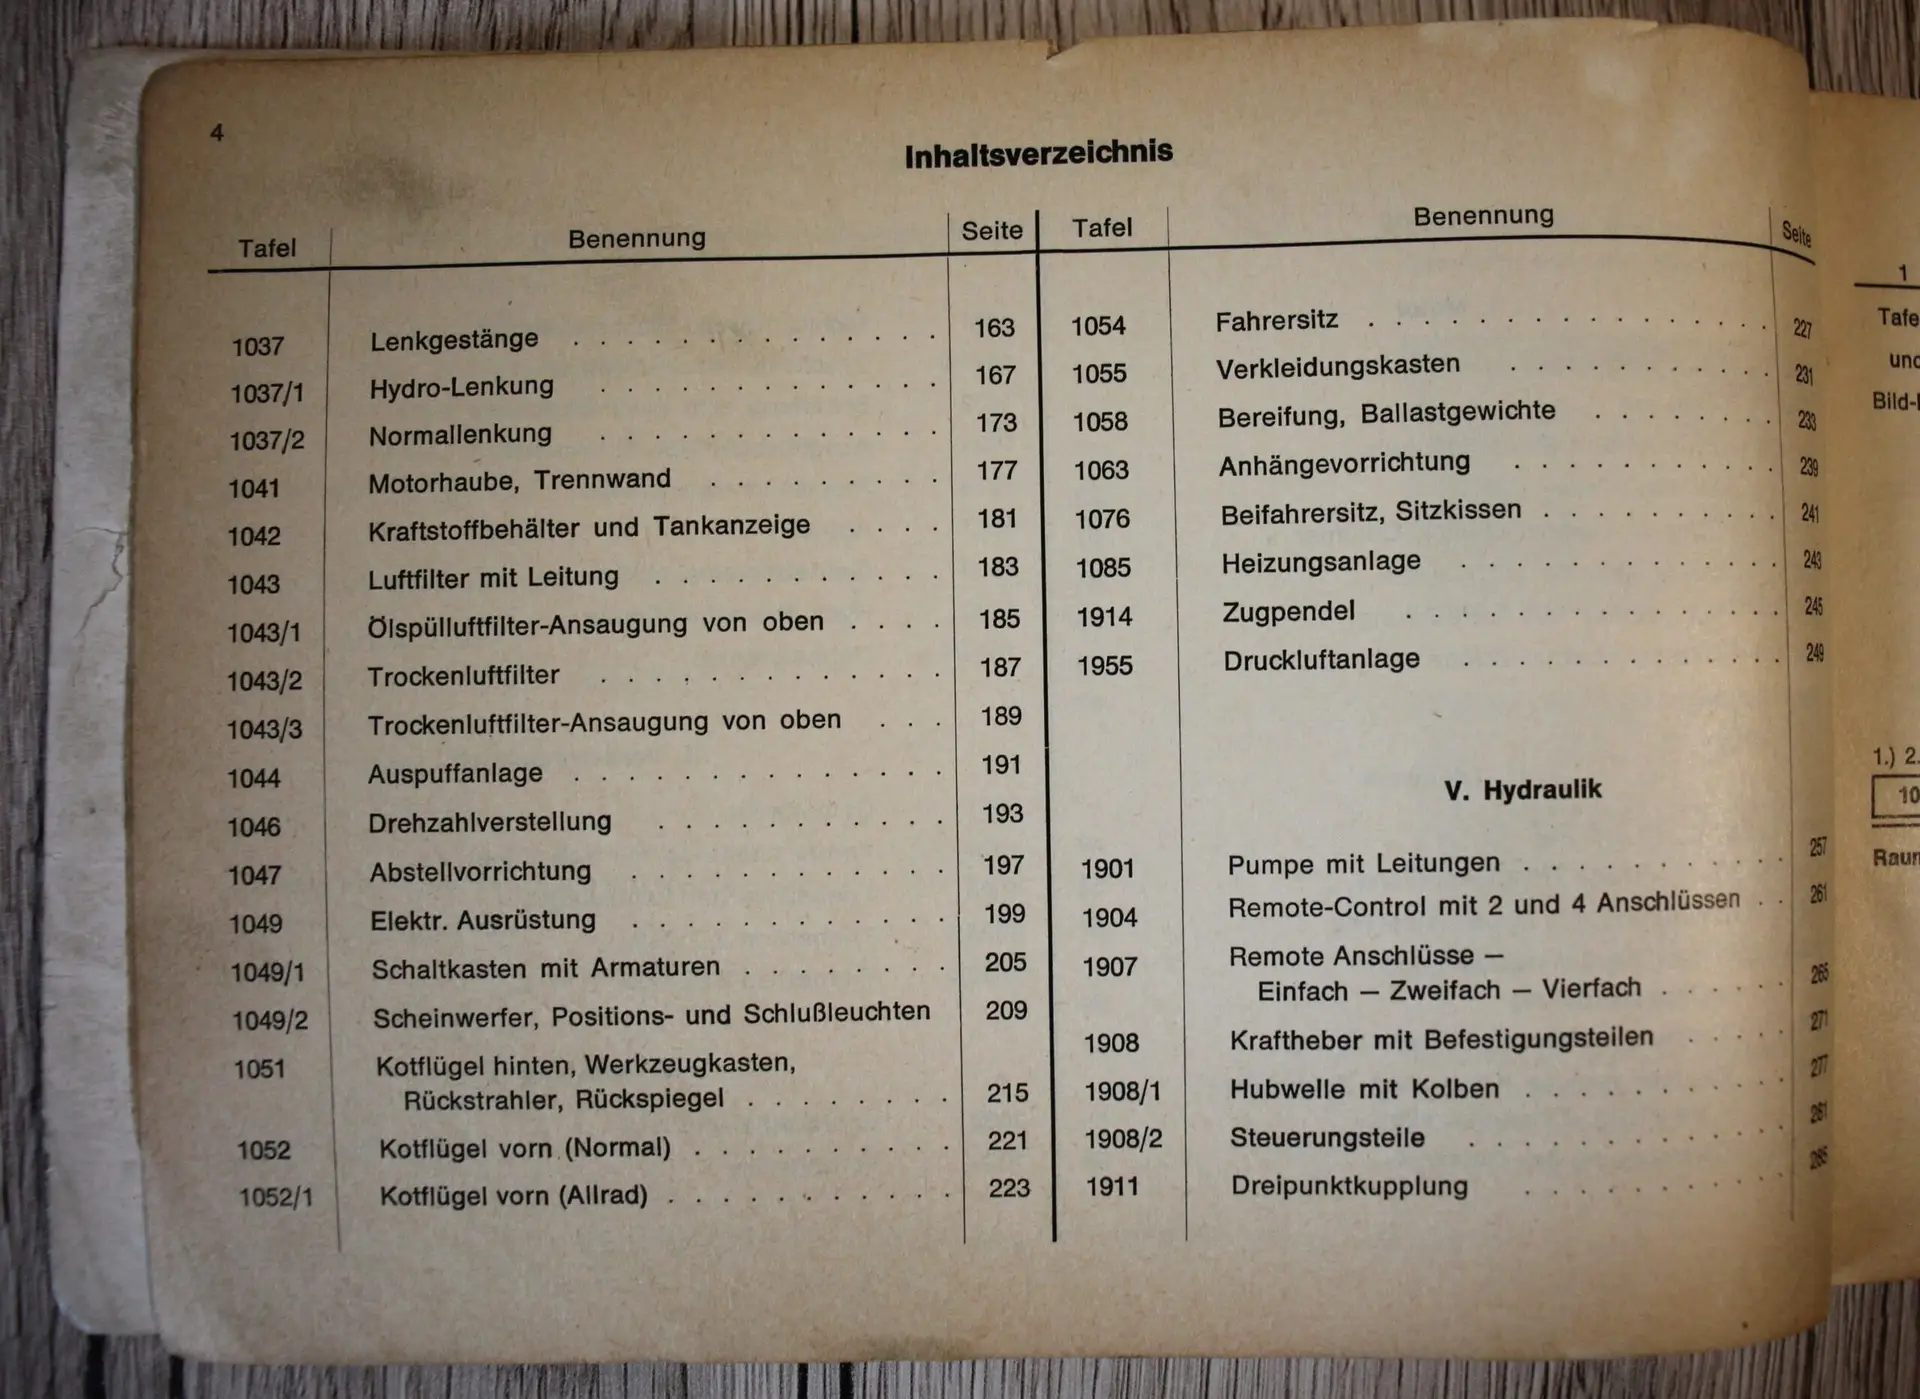 4
Inhaltsverzeichnis
Tafel Benennung Seite
1037 Lenkgestänge . . . . . . . . . . . . . . 163
1037/1 Hydro-Lenkung . . . . . . . . . . . . . 167
1037/2 Normallenkung . . . . . . . . . . . . . 173
1041 Motorhaube, Trennwand . . . . . . . . . 177
1042 Kraftstoffbehälter und Tankanzeige . . . . 181
1043 Luftfilter mit Leitung . . . . . . . . . . . 183
1043/1 Ölspülluftfilter-Ansaugung von oben . . . . 185
1043/2 Trockenluftfilter . . . . . . . . . . . . . 187
1043/3 Trockenluftfilter-Ansaugung von oben . . . 189
1044 Auspuffanlage . . . . . . . . . . . . . . 191
1046 Drehzahlverstellung . . . . . . . . . . . 193
1047 Abstellvorrichtung . . . . . . . . . . . . 197
1049 Elektr. Ausrüstung . . . . . . . . . . . . 199
1049/1 Schaltkasten mit Armaturen . . . . . . . . 205
1049/2 Scheinwerfer, Positions- und Schlußleuchten 209
1051 Kotflügel hinten, Werkzeugkasten,
Rückstrahler, Rückspiegel . . . . . . . . 215
1052 Kotflügel vorn (Normal) . . . . . . . . . . 221
1052/1 Kotflügel vorn (Allrad) . . . . . . . . . . . 223
Tafel Benennung Seite
1054 Fahrersitz . . . . . . . . . . . . . . . 227
1055 Verkleidungskasten . . . . . . . . . . 231
1058 Bereifung, Ballastgewichte . . . . . . . 233
1063 Anhängevorrichtung . . . . . . . . . . 239
1076 Beifahrersitz, Sitzkissen . . . . . . . . . 241
1085 Heizungsanlage . . . . . . . . . . . . 243
1914 Zugpendel . . . . . . . . . . . . . . 245
1955 Druckluftanlage . . . . . . . . . . . . 249
V. Hydraulik
1901 Pumpe mit Leitungen . . . . . . . . . . 257
1904 Remote-Control mit 2 und 4 Anschlüssen . . 261
1907 Remote Anschlüsse —
Einfach — Zweifach — Vierfach . . . . . . 265
1908 Kraftheber mit Befestigungsteilen . . . . 271
1908/1 Hubwelle mit Kolben . . . . . . . . . . 277
1908/2 Steuerungsteile . . . . . . . . . . . . 281
1911 Dreipunktkupplung . . . . . . . . . . 285
1
Tafe
und
Bild-
1.) 2.
10
Raum